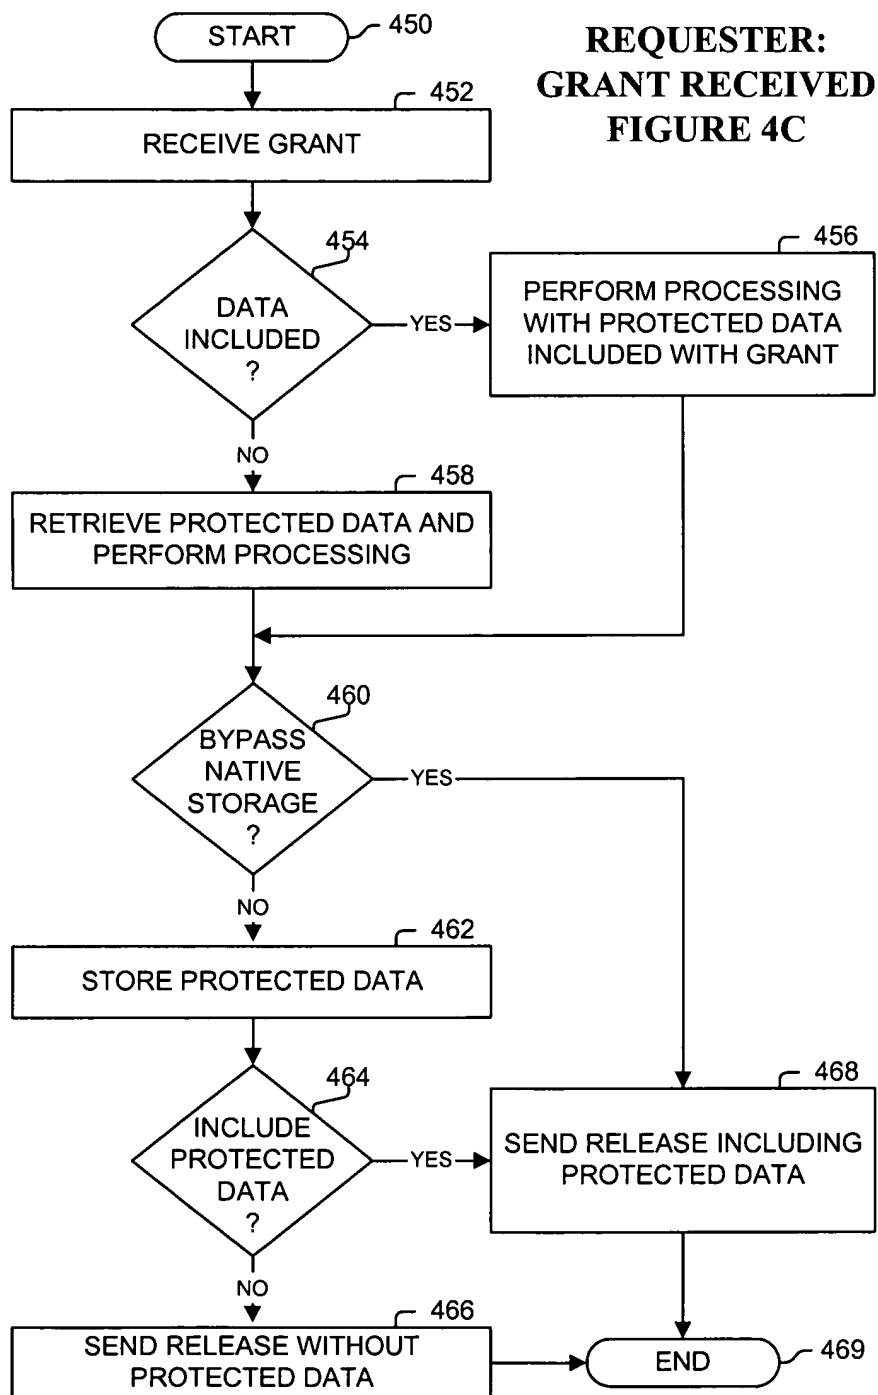 START
450
REQUESTER:
GRANT RECEIVED
FIGURE 4C
452
RECEIVE GRANT
454
DATA
INCLUDED
?
YES
456
PERFORM PROCESSING
WITH PROTECTED DATA
INCLUDED WITH GRANT
NO
458
RETRIEVE PROTECTED DATA AND
PERFORM PROCESSING
460
BYPASS
NATIVE
STORAGE
?
YES
NO
462
STORE PROTECTED DATA
464
INCLUDE
PROTECTED
DATA
?
YES
468
SEND RELEASE INCLUDING
PROTECTED DATA
NO
466
SEND RELEASE WITHOUT
PROTECTED DATA
END
469